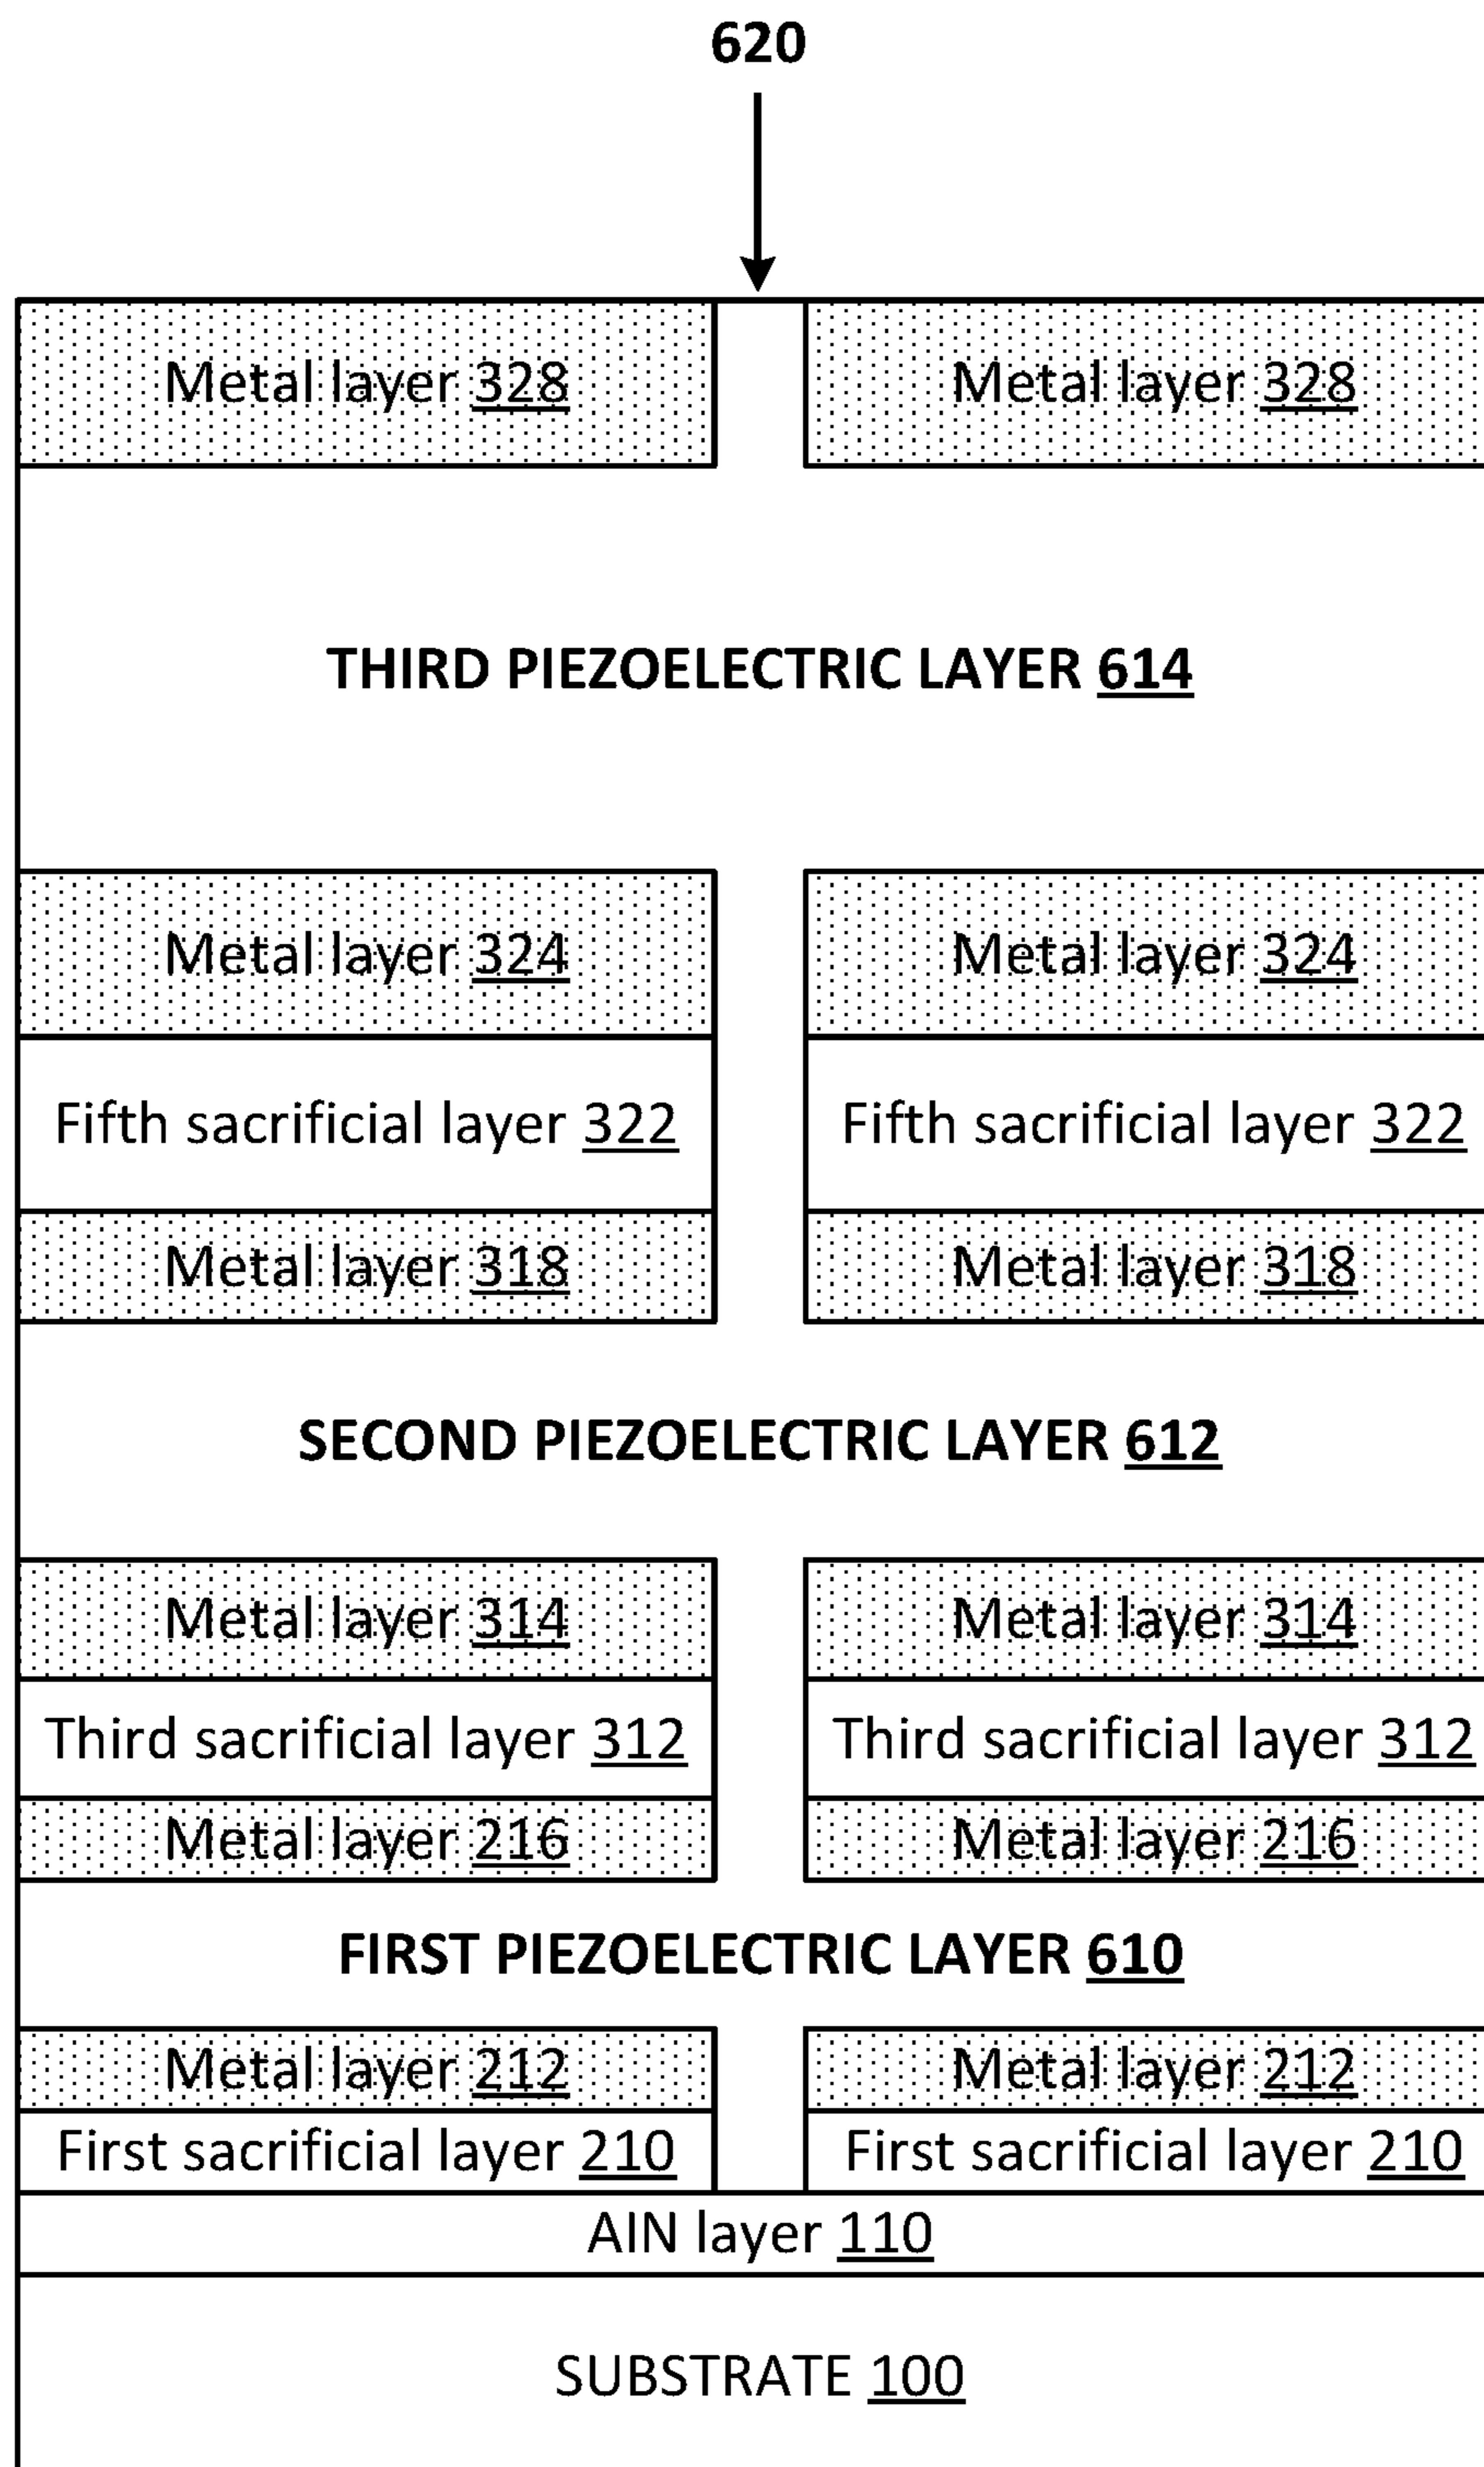 620
Metal layer 328 Metal layer 328
THIRD PIEZOELECTRIC LAYER 614
Metal layer 324 Metal layer 324
Fifth sacrificial layer 322 Fifth sacrificial layer 322
Metal layer 318 Metal layer 318
SECOND PIEZOELECTRIC LAYER 612
Metal layer 314 Metal layer 314
Third sacrificial layer 312 Third sacrificial layer 312
Metal layer 216 Metal layer 216
FIRST PIEZOELECTRIC LAYER 610
Metal layer 212 Metal layer 212
First sacrificial layer 210 First sacrificial layer 210
AlN layer 110
SUBSTRATE 100